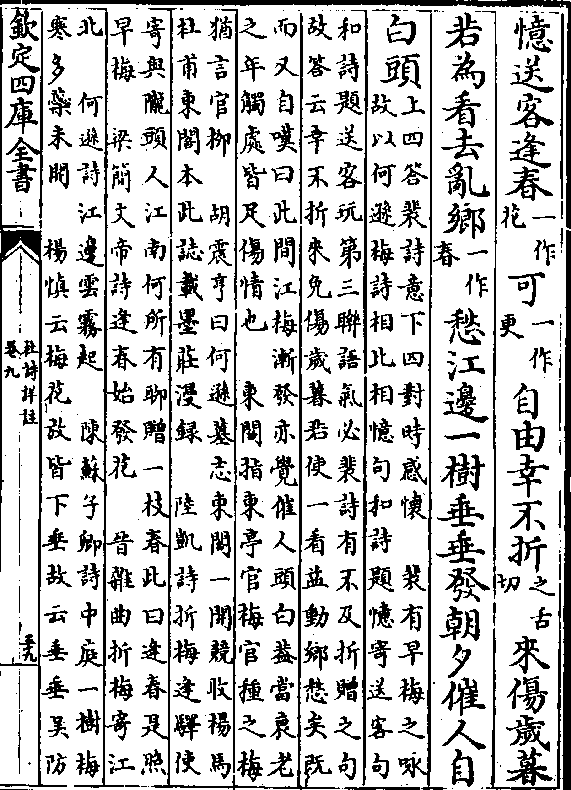 憶送客逢春一作花可一作更自由幸不折之舌切來傷歲暮
若為看去亂鄉一作春愁江邊一樹垂垂發朝夕催人自
白頭
上四答裴詩意下四對時感懷 裴有早梅之咏
故以何遜梅詩相比相憶句和詩題憶寄送客句
和詩題送客玩第三聯語氣必裴詩有不及折贈之句
故答云幸不折來免傷歲暮君使一看益動鄉愁矣既
而又自嘆曰此間江梅漸發亦覺催人頭白益當衰老
之年觸處皆足傷情也 東閣指東亭官梅官種之梅
猶言官柳 胡震亨曰何遜墓志東閣一開競收楊馬
杜甫東閣本此誌載墨莊漫録 陸凱詩折梅逢驛使
寄與隴頭人江南何所有聊贈一枝春此曰逢春是照
早梅 梁簡文帝詩逢春始發花 晉雜曲折梅寄江
北 何遜詩江邊雲霧起 陳蘇子卿詩中庭一樹梅
寒多葉未開 楊慎云梅花放皆下垂故云垂垂吳防
欽定四庫全書
杜詩詳註
卷九
三九